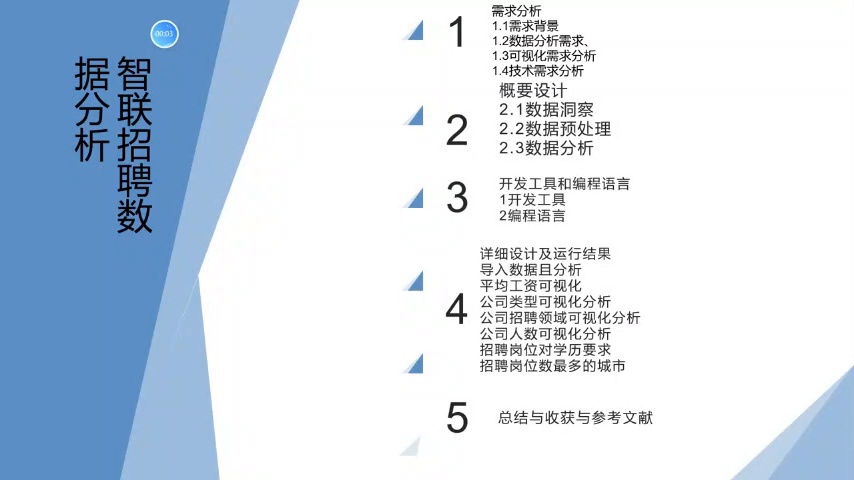 00:03
智联招聘数
据分析
1
需求分析
1.1需求背景
1.2数据分析需求、
1.3可视化需求分析
1.4技术需求分析
2
概要设计
2.1数据洞察
2.2数据预处理
2.3数据分析
3
开发工具和编程语言
1开发工具
2编程语言
4
详细设计及运行结果
导入数据且分析
平均工资可视化
公司类型可视化分析
公司招聘领域可视化分析
公司人数可视化分析
招聘岗位对学历要求
招聘岗位数最多的城市
5
总结与收获与参考文献